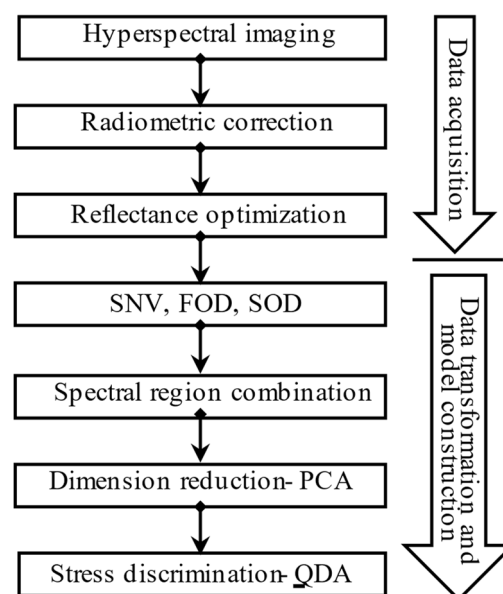 Hyperspectral imaging
Radiometric correction
Reflectance optimization
SNV, FOD, SOD
Spectral region combination
Dimension reduction- PCA
Stress discrimination- QDA
Data acquisition
Data transformation and
model construction